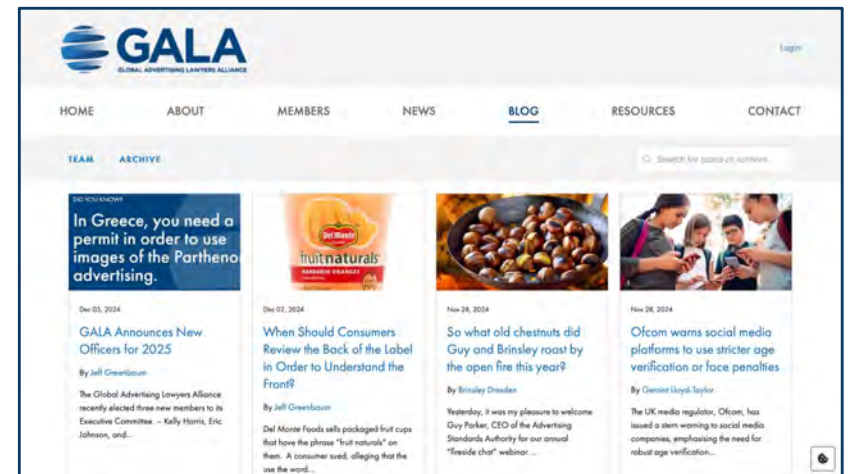 GALA
GLOBAL ADVERTISING LAWYERS ALLIANCE
Login
HOME ABOUT MEMBERS NEWS BLOG RESOURCES CONTACT
TEAM ARCHIVE
Search for posts or authors...
DID YOU KNOW?
In Greece, you need a
permit in order to use
images of the Partheno
advertising.
Dec 05, 2024
GALA Announces New
Officers for 2025
By Jeff Greenbaum
The Global Advertising Lawyers Alliance
recently elected three new members to its
Executive Committee. – Kelly Harris, Eric
Johnson, and...
Del Monte
fruitnaturals
MANDARIN ORANGES
Dec 02, 2024
When Should Consumers
Review the Back of the Label
in Order to Understand the
Front?
By Jeff Greenbaum
Del Monte Foods sells packaged fruit cups
that have the phrase "fruit naturals" on
them. A consumer sued, alleging that the
use the word...
Nov 28, 2024
So what old chestnuts did
Guy and Brinsley roast by
the open fire this year?
By Brinsley Dresden
Yesterday, it was my pleasure to welcome
Guy Parker, CEO of the Advertising
Standards Authority for our annual
"fireside chat" webinar. ...
Nov 28, 2024
Ofcom warns social media
platforms to use stricter age
verification or face penalties
By Geraint Lloyd-Taylor
The UK media regulator, Ofcom, has
issued a stern warning to social media
companies, emphasising the need for
robust age verification...